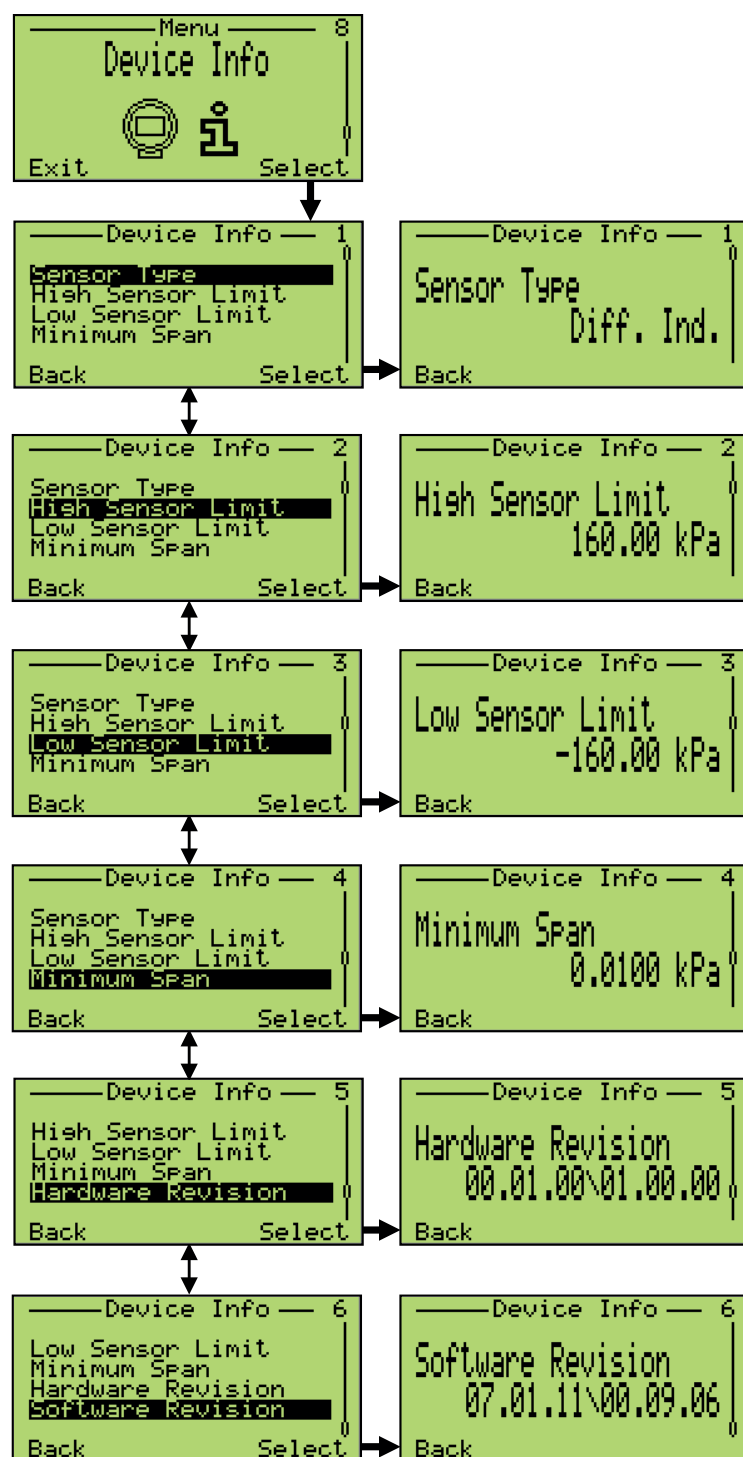 Menu 8
Device Info
Exit Select
Device Info 1
Sensor Type
High Sensor Limit
Low Sensor Limit
Minimum Span
Back Select
Device Info 1
Sensor Type
Diff. Ind.
Back
Device Info 2
Sensor Type
High Sensor Limit
Low Sensor Limit
Minimum Span
Back Select
Device Info 2
High Sensor Limit
160.00 kPa
Back
Device Info 3
Sensor Type
High Sensor Limit
Low Sensor Limit
Minimum Span
Back Select
Device Info 3
Low Sensor Limit
-160.00 kPa
Back
Device Info 4
Sensor Type
High Sensor Limit
Low Sensor Limit
Minimum Span
Back Select
Device Info 4
Minimum Span
0.0100 kPa
Back
Device Info 5
High Sensor Limit
Low Sensor Limit
Minimum Span
Hardware Revision
Back Select
Device Info 5
Hardware Revision
00.01.00\01.00.00
Back
Device Info 6
Low Sensor Limit
Minimum Span
Hardware Revision
Software Revision
Back Select
Device Info 6
Software Revision
07.01.11\00.09.06
Back